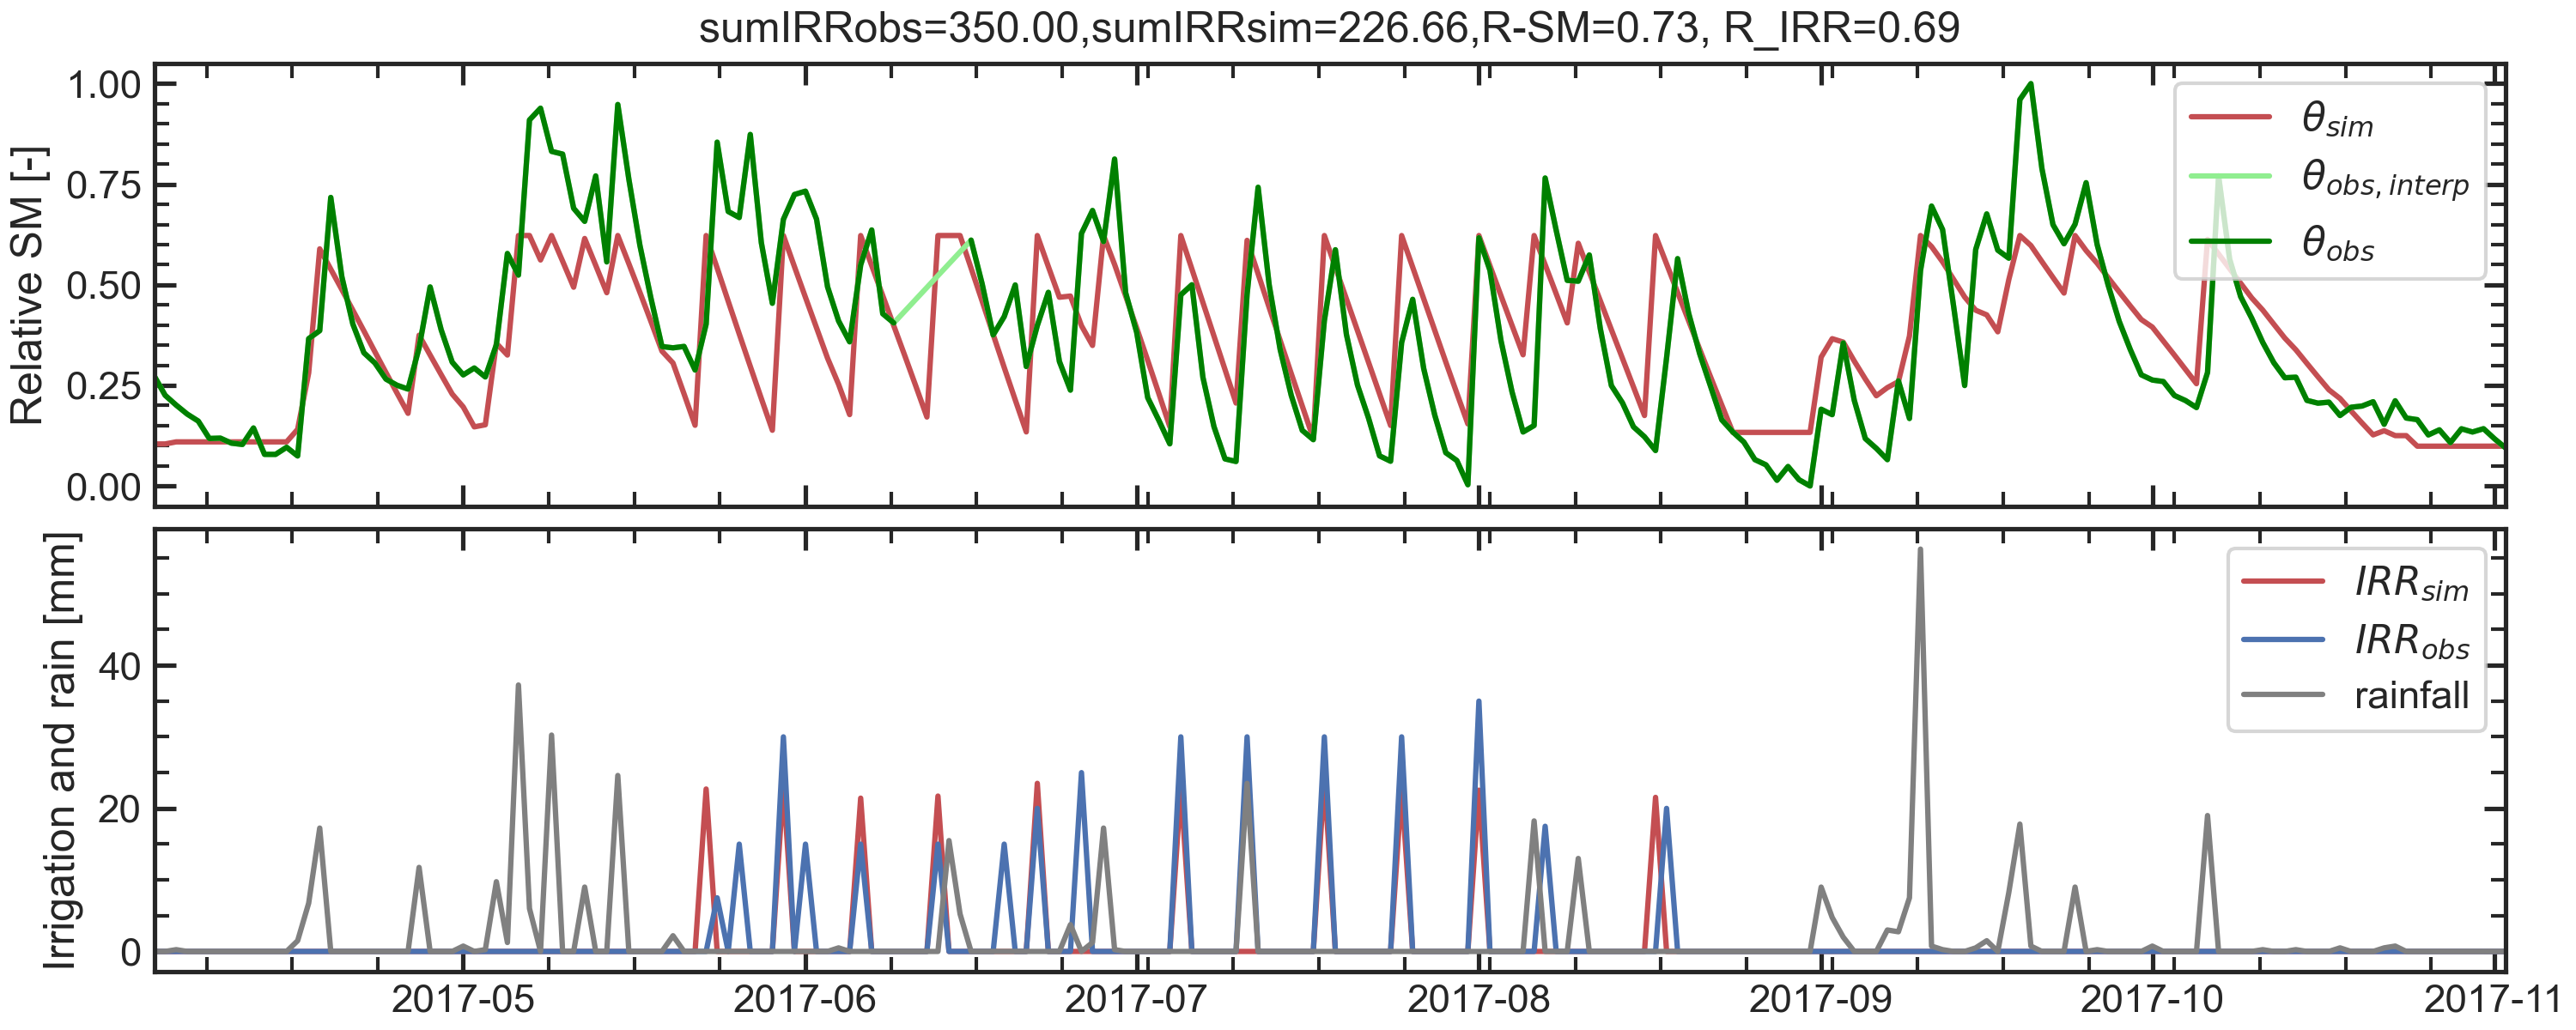 sumIRRobs=350.00,sumIRRsim=226.66,R-SM=0.73, R_IRR=0.69
Relative SM [-]
1.00
0.75
0.50
0.25
0.00
θsim
θobs,interp
θobs
Irrigation and rain [mm]
40
20
0
IRRsim
IRRobs
rainfall
2017-05 2017-06 2017-07 2017-08 2017-09 2017-10 2017-11